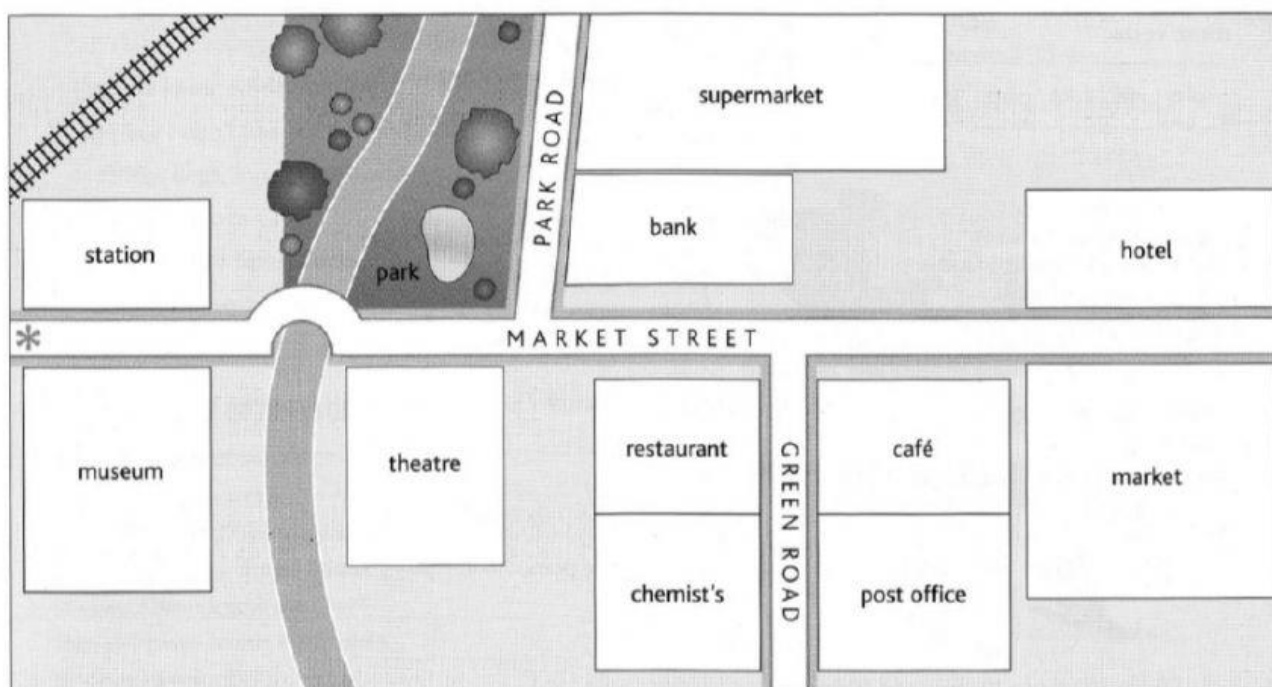 supermarket
PARK ROAD
bank
station
hotel
park
*
MARKET STREET
museum
theatre
restaurant
café
market
GREEN ROAD
chemist's
post office